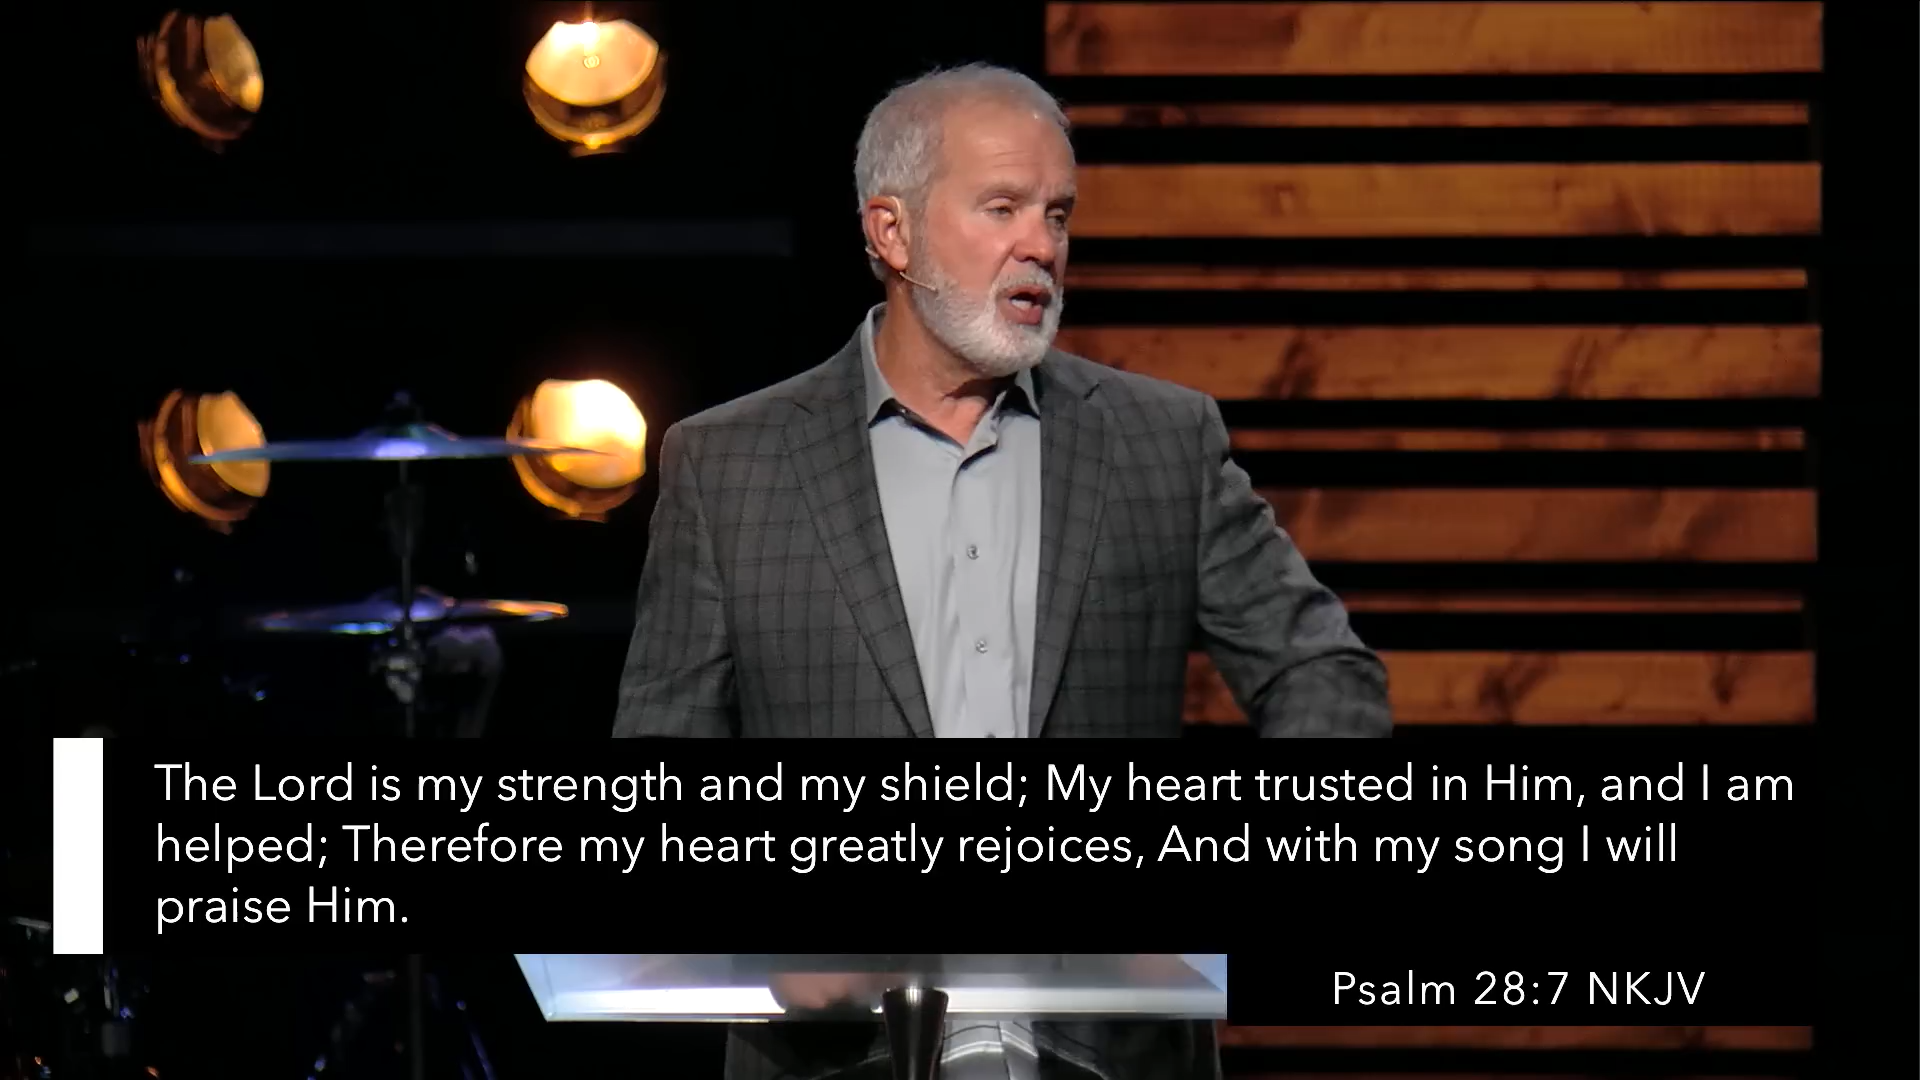 The Lord is my strength and my shield; My heart trusted in Him, and I am
helped; Therefore my heart greatly rejoices, And with my song I will
praise Him.
Psalm 28:7 NKJV